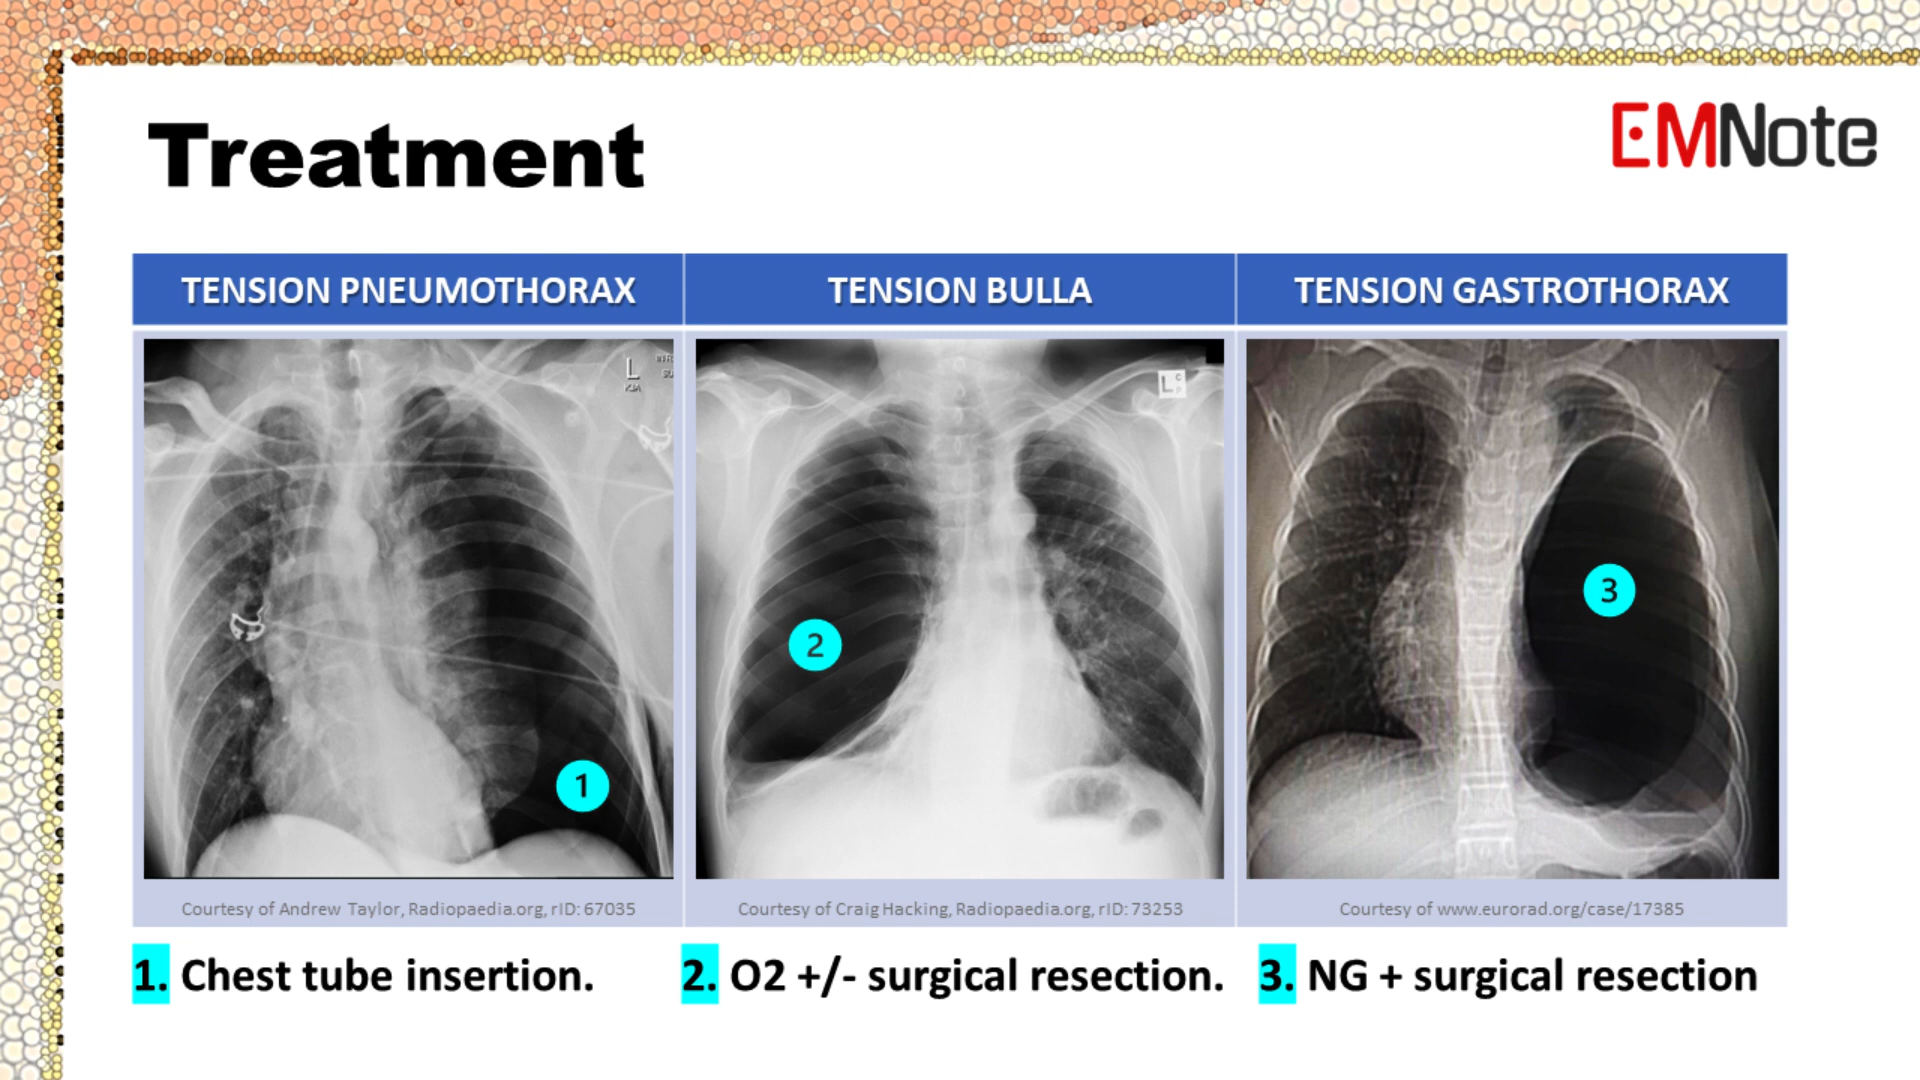 Treatment
EMNote
TENSION PNEUMOTHORAX
TENSION BULLA
TENSION GASTROTHORAX
L
KJA
L
1
2
3
Courtesy of Andrew Taylor, Radiopaedia.org, rID: 67035
Courtesy of Craig Hacking, Radiopaedia.org, rID: 73253
Courtesy of www.eurorad.org/case/17385
1. Chest tube insertion.
2. O2 +/- surgical resection.
3. NG + surgical resection